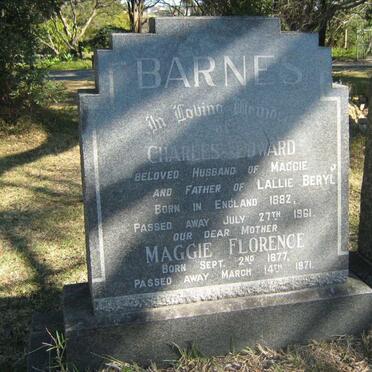 BARNES
In Loving Memory
OF
CHARLES EDWARD
BELOVED HUSBAND OF MAGGIE
AND FATHER OF LALLIE BERYL
BORN IN ENGLAND 1882,
PASSED AWAY JULY 27TH 1961.
OUR DEAR MOTHER
MAGGIE FLORENCE
BORN SEPT. 2ND 1877,
PASSED AWAY MARCH 14TH 1971.